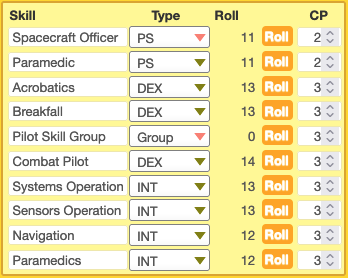 Skill Type Roll CP
Spacecraft Officer PS 11 Roll 2
Paramedic PS 11 Roll 2
Acrobatics DEX 13 Roll 3
Breakfall DEX 13 Roll 3
Pilot Skill Group Group 0 Roll 3
Combat Pilot DEX 14 Roll 3
Systems Operation INT 13 Roll 3
Sensors Operation INT 13 Roll 3
Navigation INT 12 Roll 3
Paramedics INT 12 Roll 3